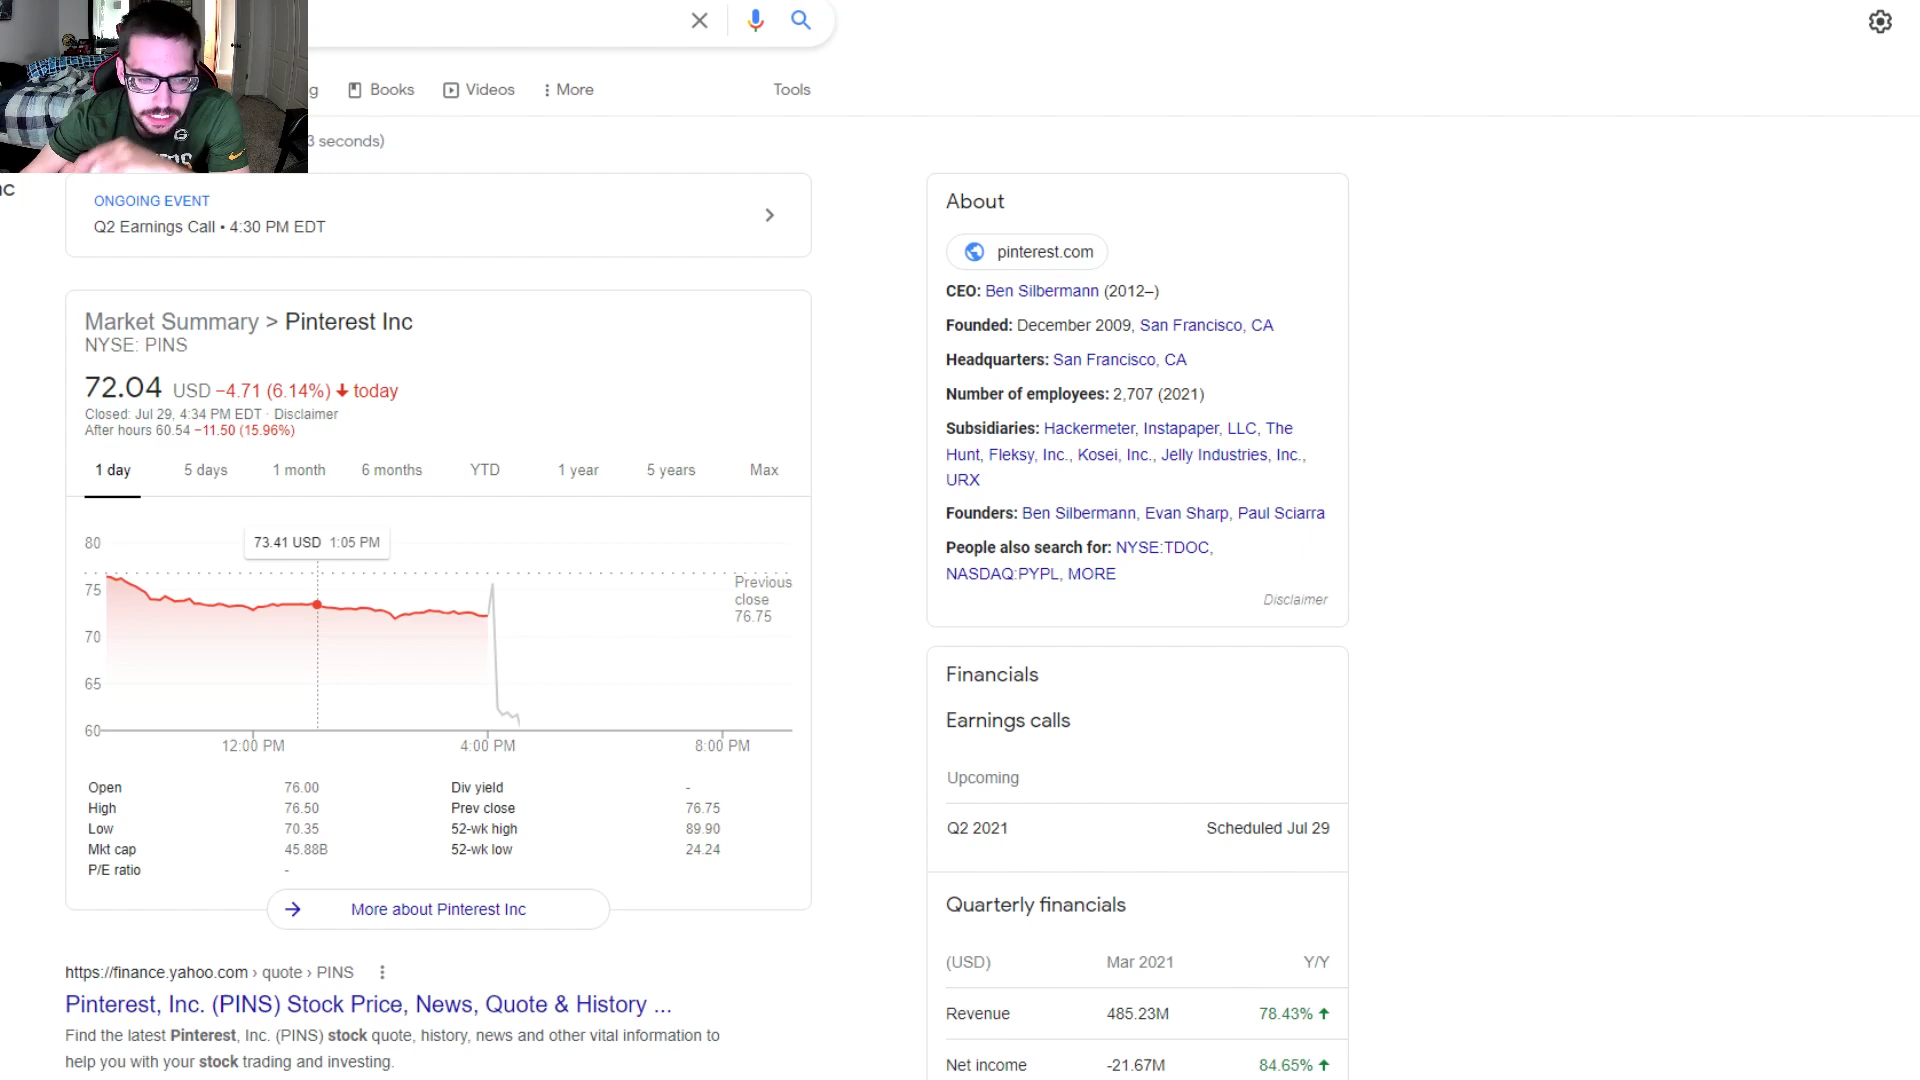 g
Books
Videos
More
Tools
3 seconds)
nc
ONGOING EVENT
Q2 Earnings Call • 4:30 PM EDT
Market Summary > Pinterest Inc
NYSE: PINS
72.04 USD −4.71 (6.14%) today
Closed: Jul 29, 4:34 PM EDT · Disclaimer
After hours 60.54 −11.50 (15.96%)
1 day
5 days
1 month
6 months
YTD
1 year
5 years
Max
73.41 USD 1:05 PM
80
75
70
65
60
Previous
close
76.75
12:00 PM
4:00 PM
8:00 PM
Open 76.00 Div yield -
High 76.50 Prev close 76.75
Low 70.35 52-wk high 89.90
Mkt cap 45.88B 52-wk low 24.24
P/E ratio -
More about Pinterest Inc
https://finance.yahoo.com › quote › PINS
Pinterest, Inc. (PINS) Stock Price, News, Quote & History ...
Find the latest Pinterest, Inc. (PINS) stock quote, history, news and other vital information to
help you with your stock trading and investing.
About
pinterest.com
CEO: Ben Silbermann (2012–)
Founded: December 2009, San Francisco, CA
Headquarters: San Francisco, CA
Number of employees: 2,707 (2021)
Subsidiaries: Hackermeter, Instapaper, LLC, The
Hunt, Fleksy, Inc., Kosei, Inc., Jelly Industries, Inc.,
URX
Founders: Ben Silbermann, Evan Sharp, Paul Sciarra
People also search for: NYSE:TDOC,
NASDAQ:PYPL, MORE
Disclaimer
Financials
Earnings calls
Upcoming
Q2 2021 Scheduled Jul 29
Quarterly financials
(USD) Mar 2021 Y/Y
Revenue 485.23M 78.43%
Net income -21.67M 84.65%